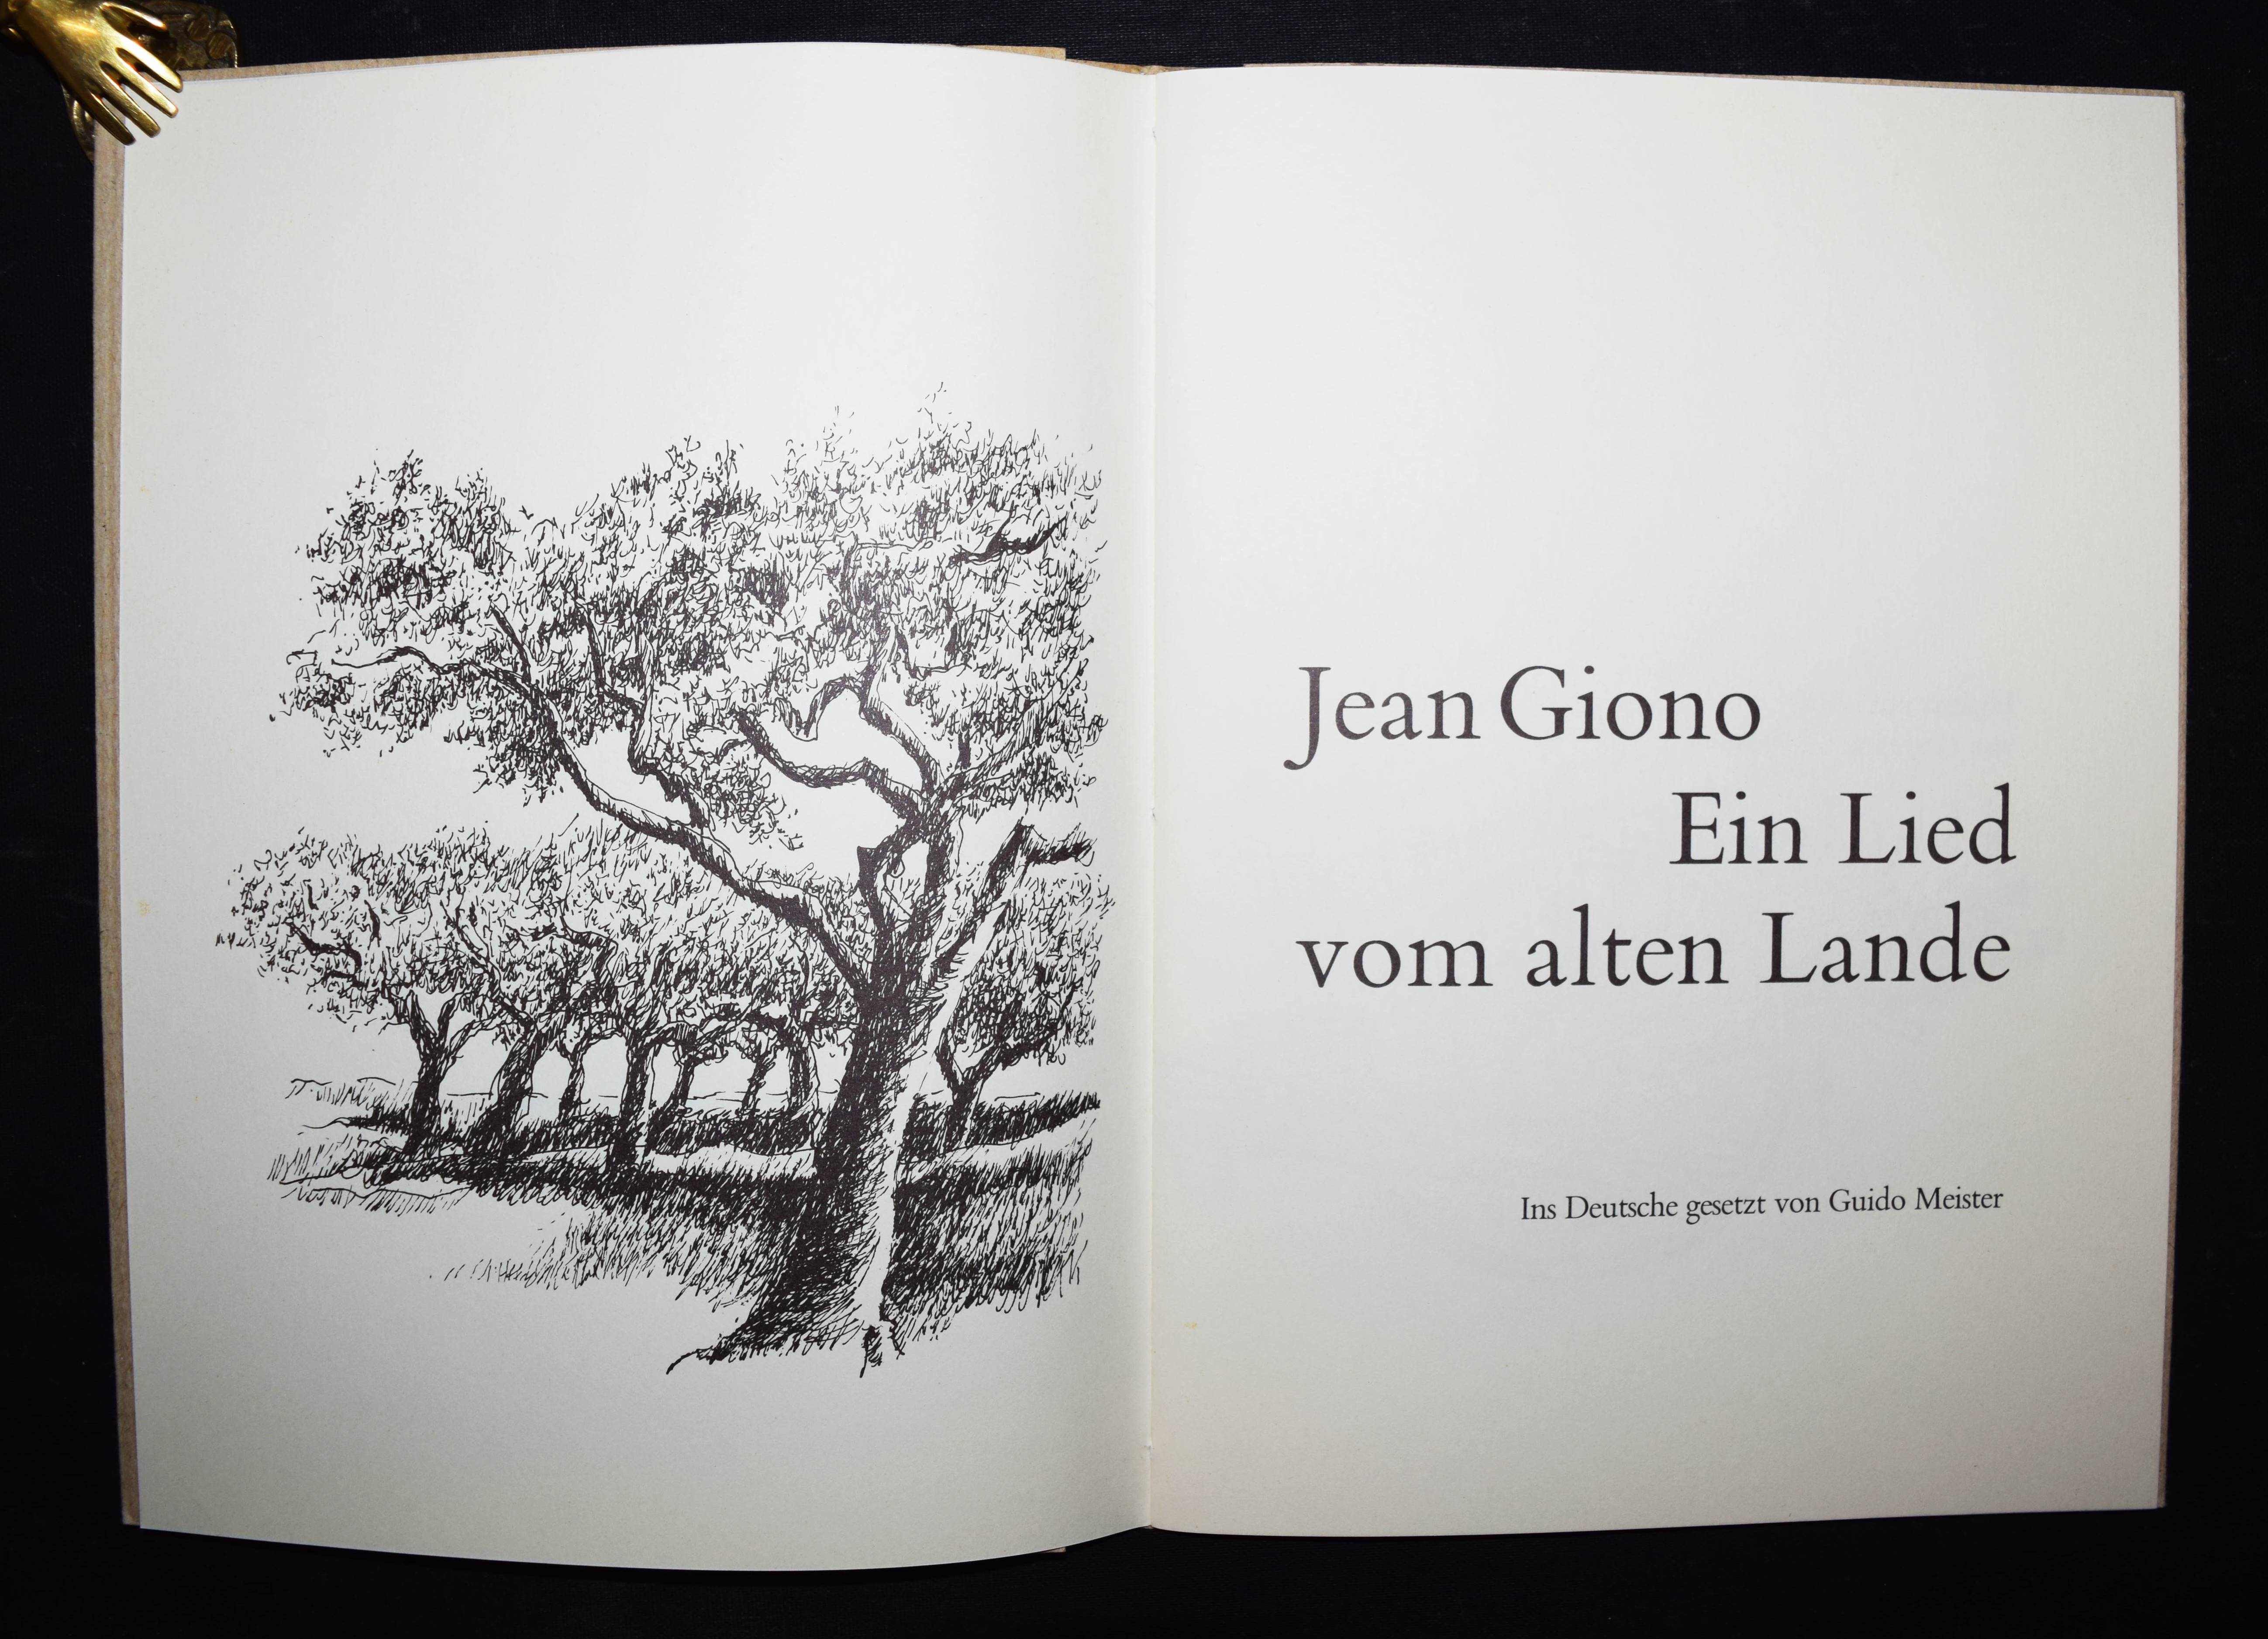 Jean Giono
Ein Lied
vom alten Lande
Ins Deutsche gesetzt von Guido Meister